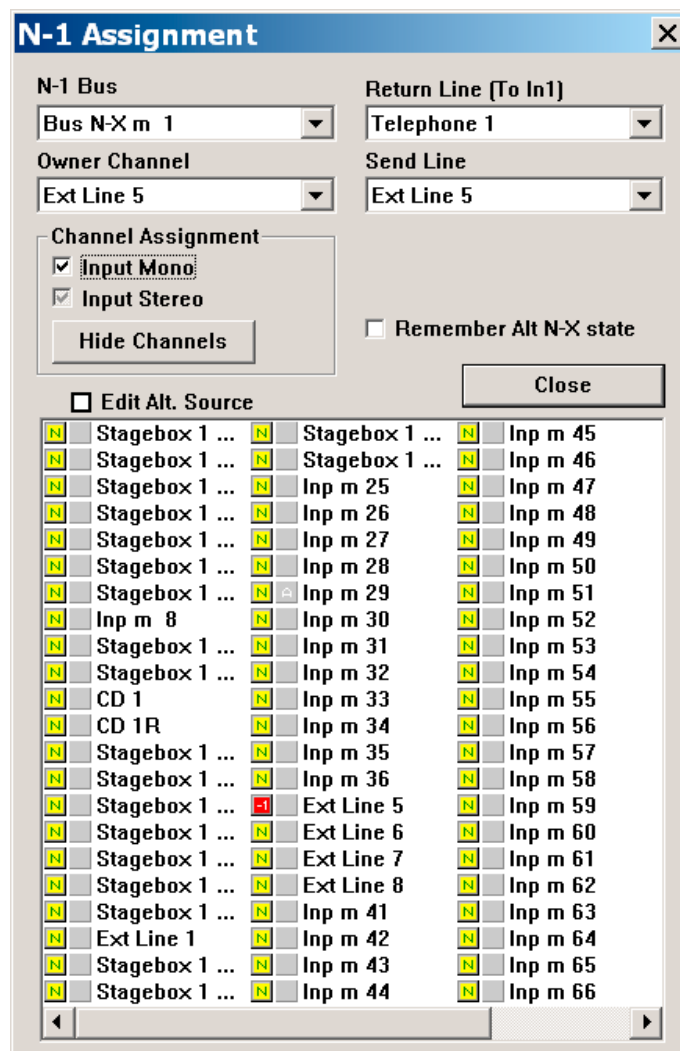 N-1 Assignment
N-1 Bus
Return Line (To In1)
Bus N-X m  1
Telephone 1
Owner Channel
Send Line
Ext Line 5
Ext Line 5
Channel Assignment
Input Mono
Input Stereo
Hide Channels
Remember Alt N-X state
Close
Edit Alt. Source
N Stagebox 1 ... N Stagebox 1 ... N Inp m 45
N Stagebox 1 ... N Stagebox 1 ... N Inp m 46
N Stagebox 1 ... N Inp m 25 N Inp m 47
N Stagebox 1 ... N Inp m 26 N Inp m 48
N Stagebox 1 ... N Inp m 27 N Inp m 49
N Stagebox 1 ... N Inp m 28 N Inp m 50
N Stagebox 1 ... N A Inp m 29 N Inp m 51
N Inp m  8 N Inp m 30 N Inp m 52
N Stagebox 1 ... N Inp m 31 N Inp m 53
N Stagebox 1 ... N Inp m 32 N Inp m 54
N CD 1 N Inp m 33 N Inp m 55
N CD 1R N Inp m 34 N Inp m 56
N Stagebox 1 ... N Inp m 35 N Inp m 57
N Stagebox 1 ... N Inp m 36 N Inp m 58
N Stagebox 1 ... -1 Ext Line 5 N Inp m 59
N Stagebox 1 ... N Ext Line 6 N Inp m 60
N Stagebox 1 ... N Ext Line 7 N Inp m 61
N Stagebox 1 ... N Ext Line 8 N Inp m 62
N Stagebox 1 ... N Inp m 41 N Inp m 63
N Ext Line 1 N Inp m 42 N Inp m 64
N Stagebox 1 ... N Inp m 43 N Inp m 65
N Stagebox 1 ... N Inp m 44 N Inp m 66